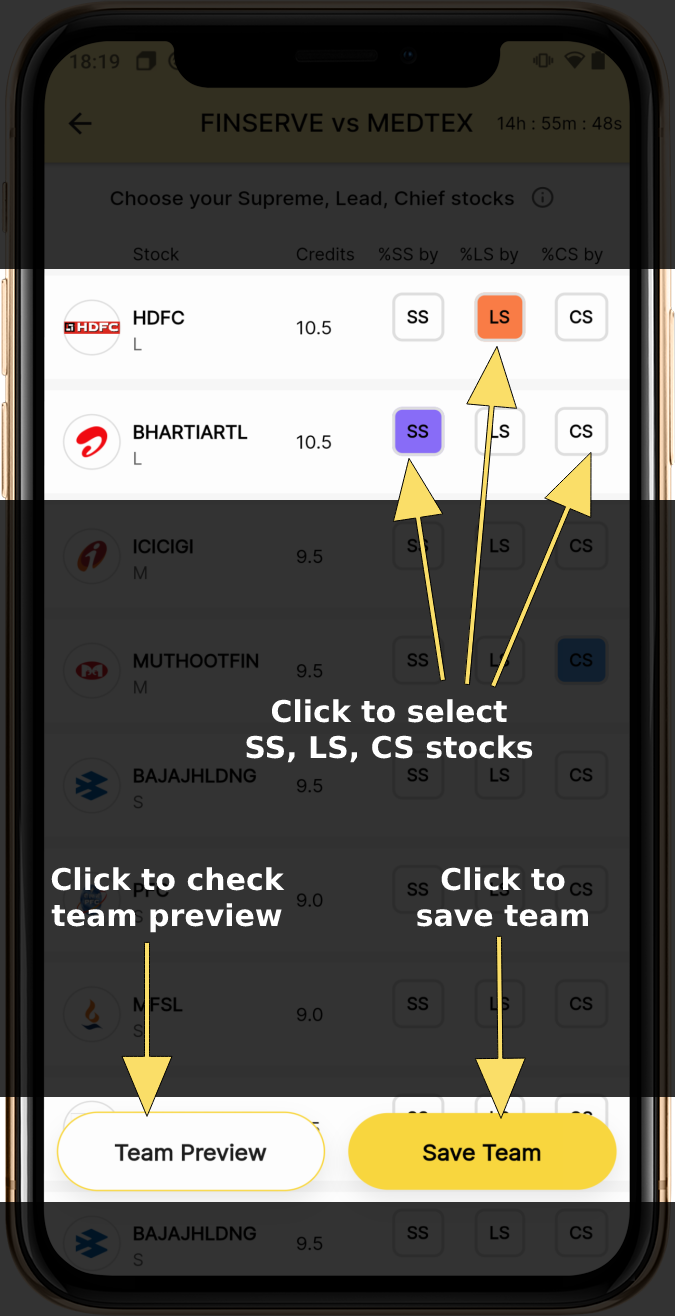 18:19
FINSERVE vs MEDTEX 14h : 55m : 48s
Choose your Supreme, Lead, Chief stocks
Stock Credits %SS by %LS by %CS by
HDFC HDFC 10.5 SS LS CS
L
BHARTIARTL 10.5 SS LS CS
L
ICICIGI 9.5 SS LS CS
M
MUTHOOTFIN 9.5 SS LS CS
M
Click to select
SS, LS, CS stocks
BAJAJHLDNG 9.5 SS LS CS
S
Click to check
team preview
Click to
save team
PFC 9.0 SS LS CS
S
MFSL 9.0 SS LS CS
S
SS LS CS
Team Preview Save Team
BAJAJHLDNG 9.5 SS LS CS
S